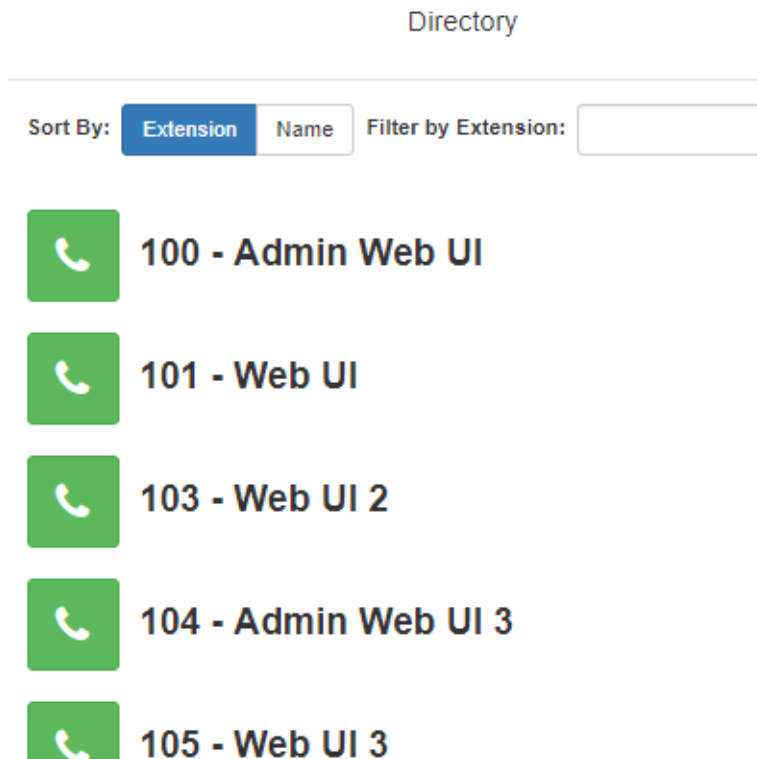 Directory
Sort By: Extension Name Filter by Extension:
100 - Admin Web UI
101 - Web UI
103 - Web UI 2
104 - Admin Web UI 3
105 - Web UI 3